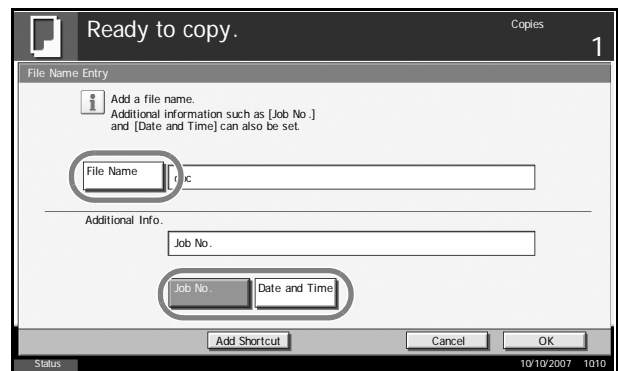 Ready to copy.
Copies
1
File Name Entry
Add a file name.
Additional information such as [Job No.]
and [Date and Time] can also be set.
File Name
Additional Info.
Job No.
Job No. Date and Time
Add Shortcut Cancel OK
Status 10/10/2007 10:10